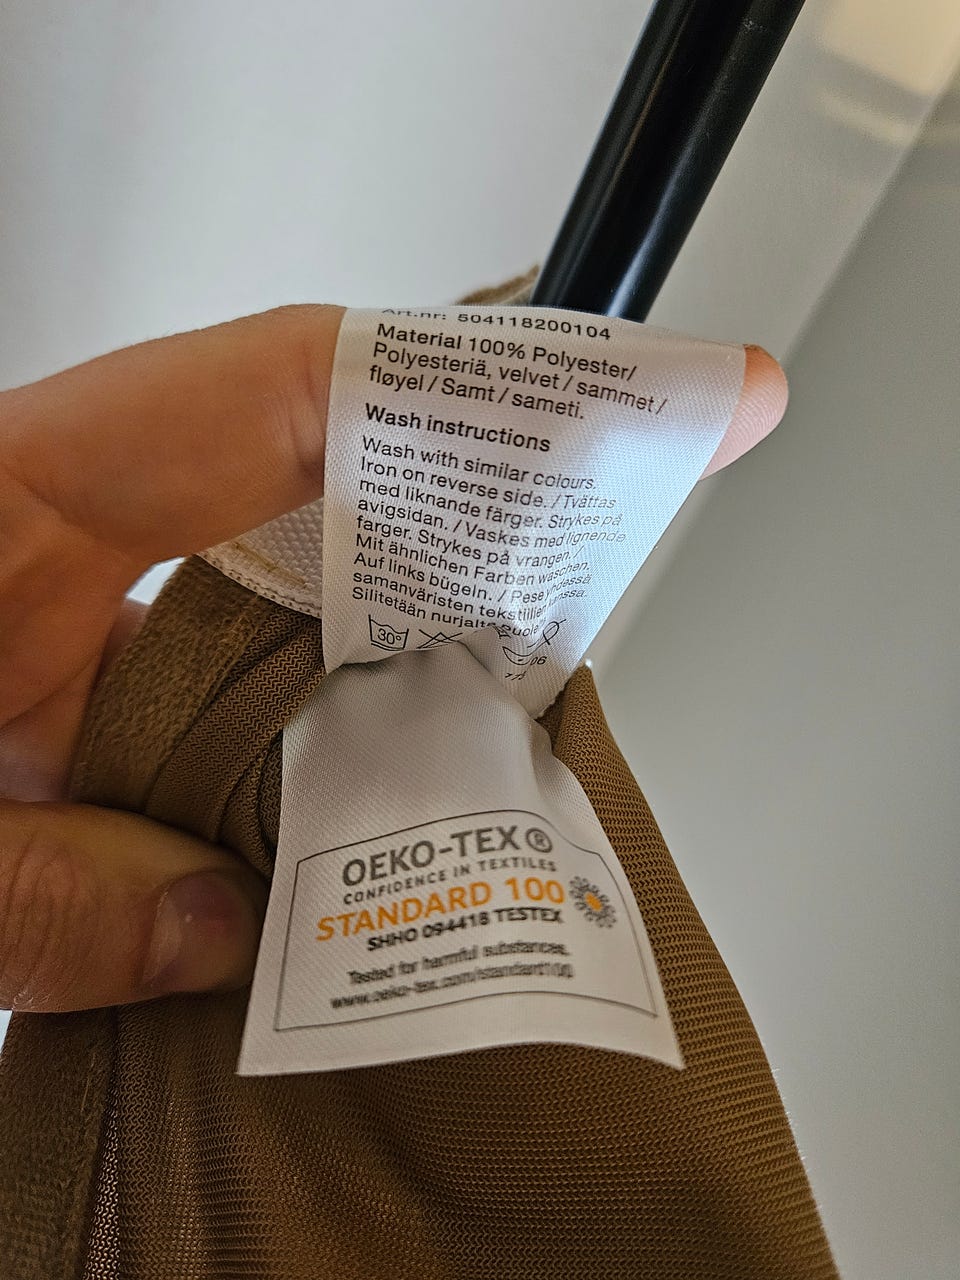 Art.nr: 504118200104
Material 100% Polyester/
Polyesteriä, velvet / sammet /
fløyel / Samt / sameti.
Wash instructions
Wash with similar colours.
Iron on reverse side. / Tvättas
med liknande färger. Strykes på
avigsidan. / Vaskes med lignende
farger. Strykes på vrangen. /
Mit ähnlichen Farben waschen.
Auf links bügeln. / Pese yhdessä
samanväristen tekstiilien kanssa.
Silitetään nurjalta
30°
06
OEKO-TEX®
CONFIDENCE IN TEXTILES
STANDARD 100
SHHO 094418 TESTEX
Tested for harmful substances.
www.oeko-tex.com/standard100